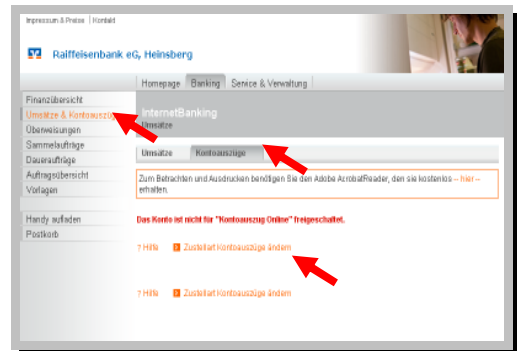 Impressum & Preise | Kontakt
Raiffeisenbank eG, Heinsberg
Homepage Banking Service & Verwaltung
Finanzübersicht
Umsätze & Kontoauszüge
Überweisungen
Sammelaufträge
Daueraufträge
Auftragsübersicht
Vorlagen
Handy aufladen
Postkorb
InternetBanking
Umsätze
Umsätze Kontoauszüge
Zum Betrachten und Ausdrucken benötigen Sie den Adobe AcrobatReader, den sie kostenlos -- hier --
erhalten.
Das Konto ist nicht für "Kontoauszug Online" freigeschaltet.
? Hilfe Zustellart Kontoauszüge ändern
? Hilfe Zustellart Kontoauszüge ändern